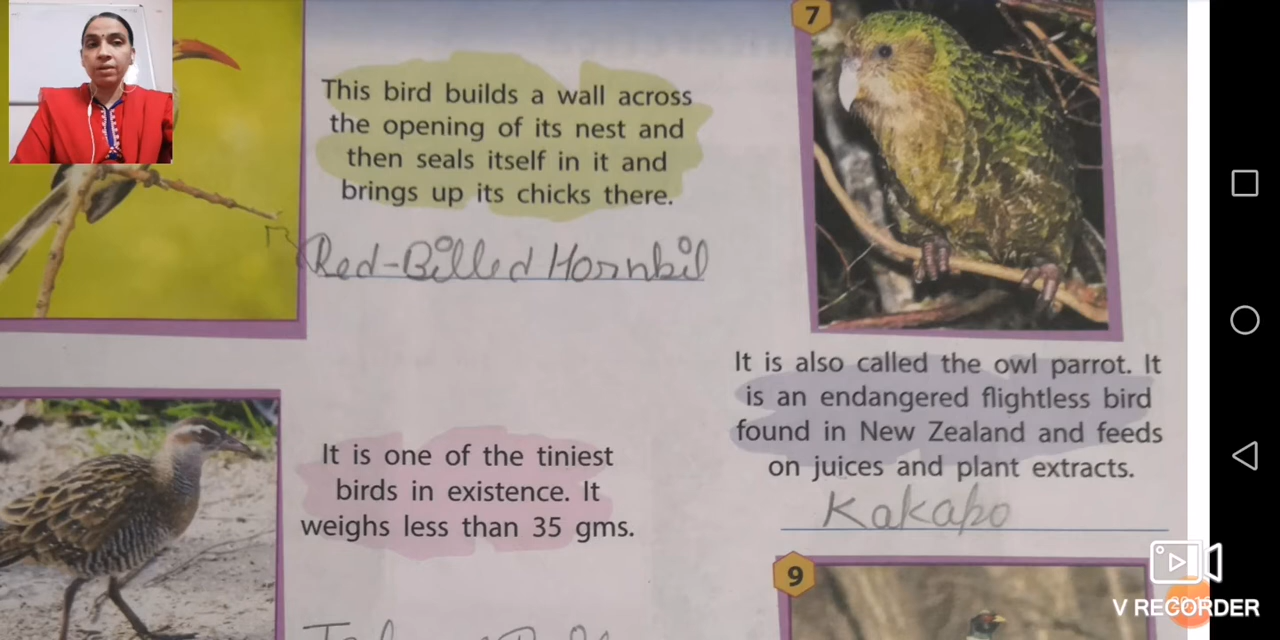 This bird builds a wall across
the opening of its nest and
then seals itself in it and
brings up its chicks there.
Red-Billed Hornbil
It is one of the tiniest
birds in existence. It
weighs less than 35 gms.
7
It is also called the owl parrot. It
is an endangered flightless bird
found in New Zealand and feeds
on juices and plant extracts.
Kakapo
9
V RECORDER